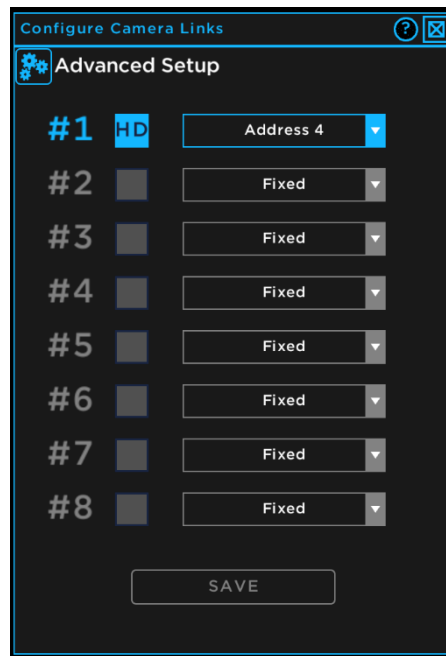 Configure Camera Links ?
Advanced Setup
#1 HD Address 4
#2 Fixed
#3 Fixed
#4 Fixed
#5 Fixed
#6 Fixed
#7 Fixed
#8 Fixed
SAVE